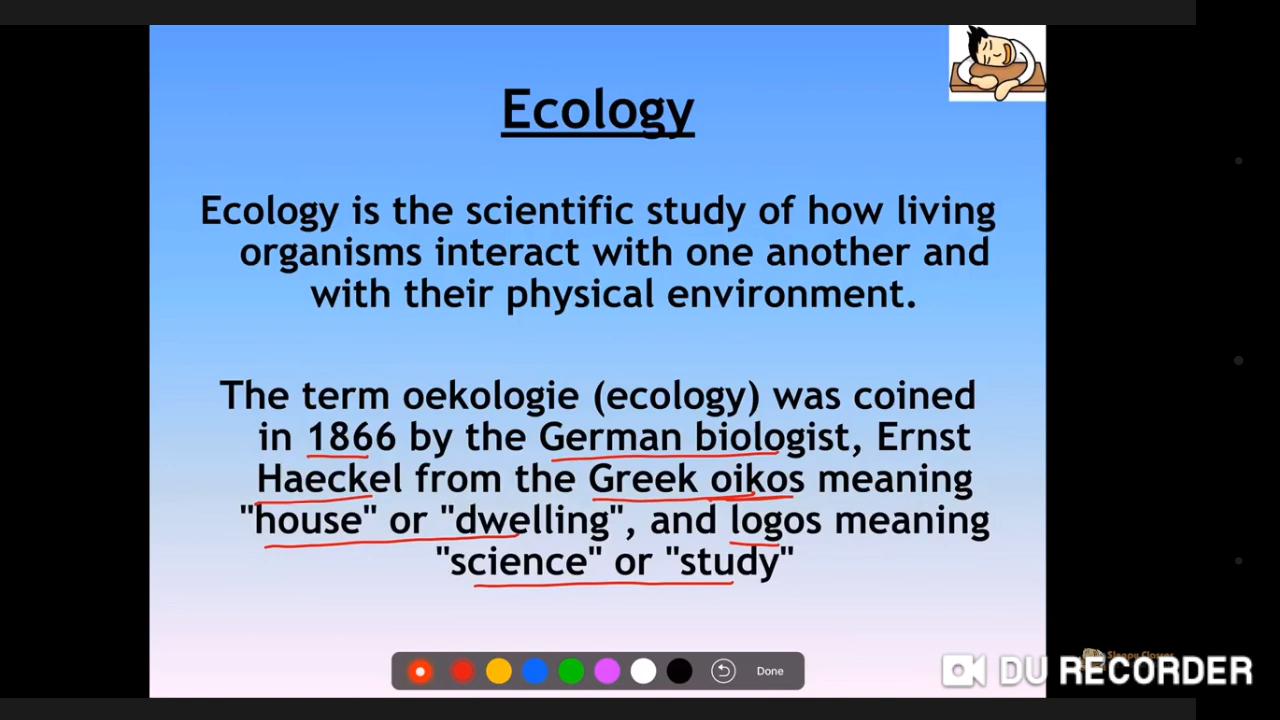 Ecology
Ecology is the scientific study of how living
organisms interact with one another and
with their physical environment.
The term oekologie (ecology) was coined
in 1866 by the German biologist, Ernst
Haeckel from the Greek oikos meaning
"house" or "dwelling", and logos meaning
"science" or "study"
Done
Sleepy Classes
DU RECORDER